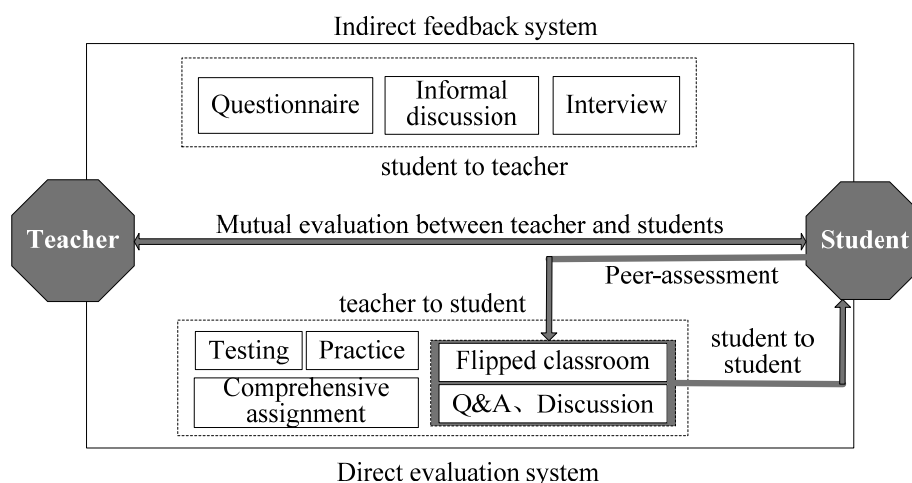 Indirect feedback system
Questionnaire
Informal
discussion
Interview
student to teacher
Teacher
Mutual evaluation between teacher and students
Student
Peer-assessment
teacher to student
Testing
Practice
Flipped classroom
student to
student
Comprehensive
assignment
Q&A、Discussion
Direct evaluation system